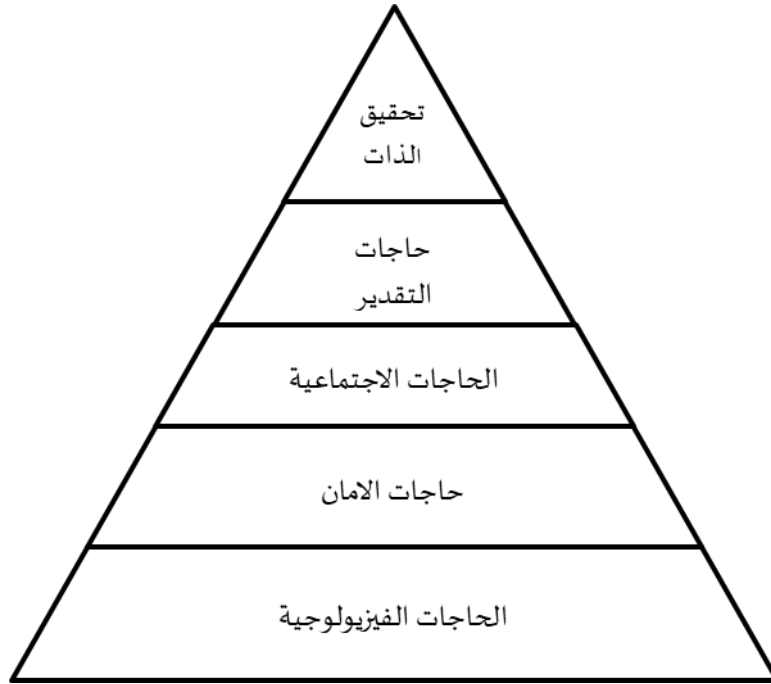 تحقيق
الذات
حاجات
التقدير
الحاجات الاجتماعية
حاجات الامان
الحاجات الفيزيولوجية